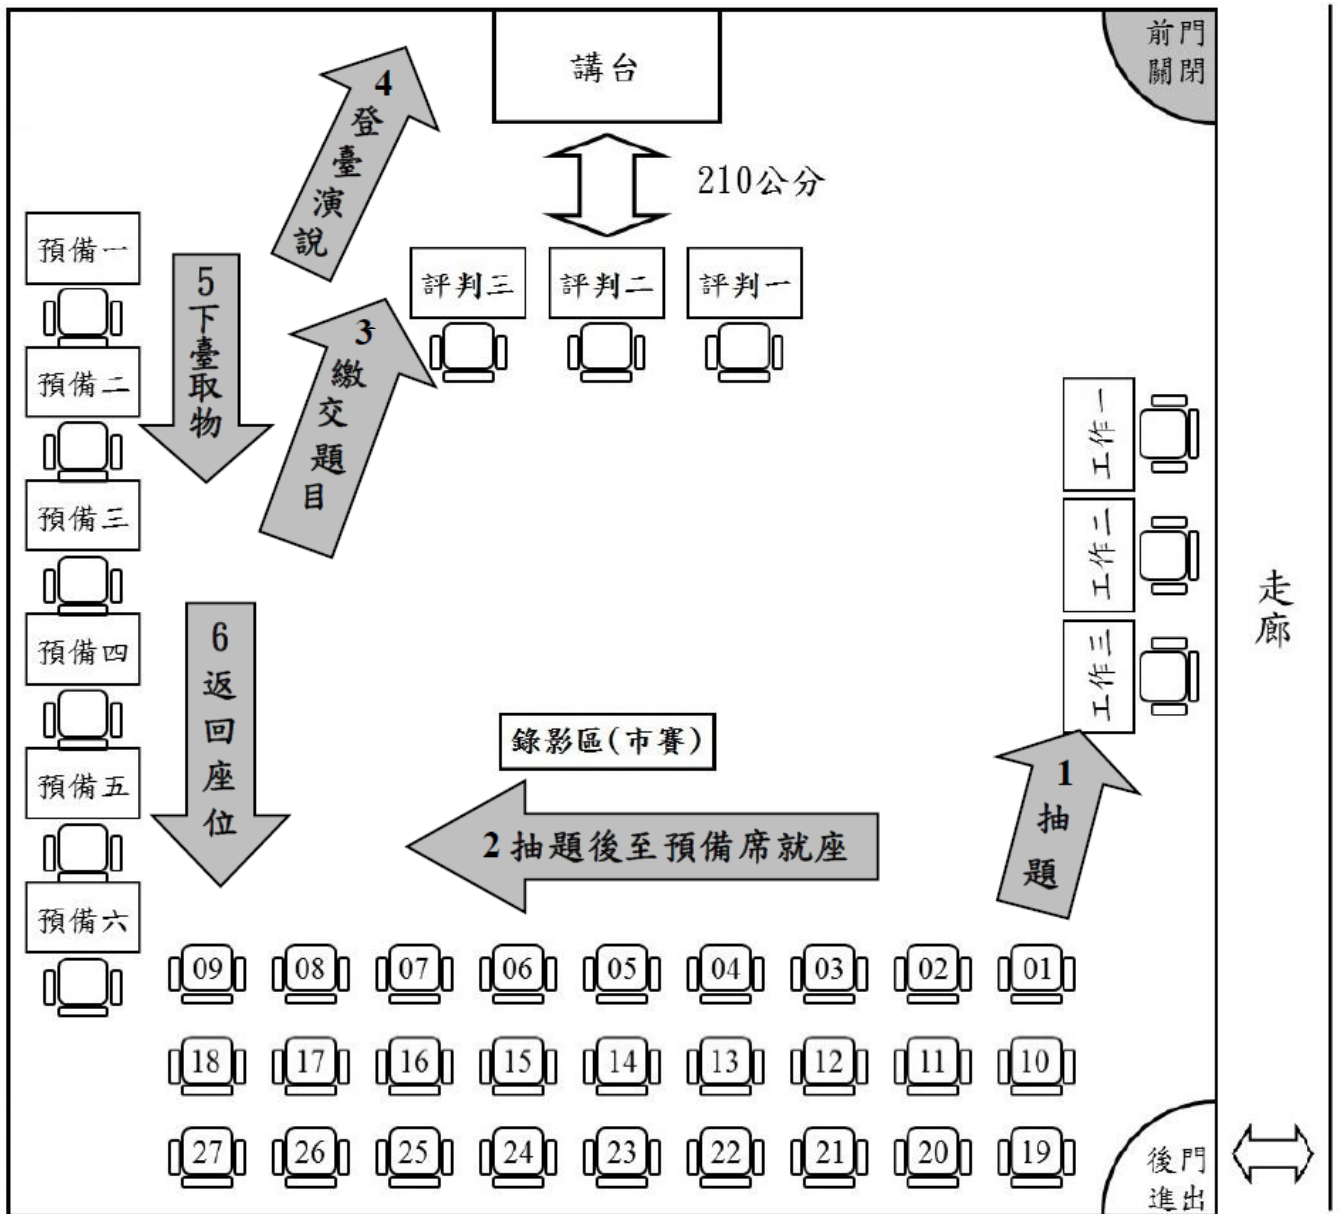 講台
前門
關閉
4登臺演說
210公分
預備一
5下臺取物
評判三
評判二
評判一
3繳交題目
預備二
工作一
預備三
工作二
走廊
預備四
6返回座位
工作三
錄影區(市賽)
預備五
1抽題
2抽題後至預備席就座
預備六
09 08 07 06 05 04 03 02 01
18 17 16 15 14 13 12 11 10
27 26 25 24 23 22 21 20 19
後門
進出